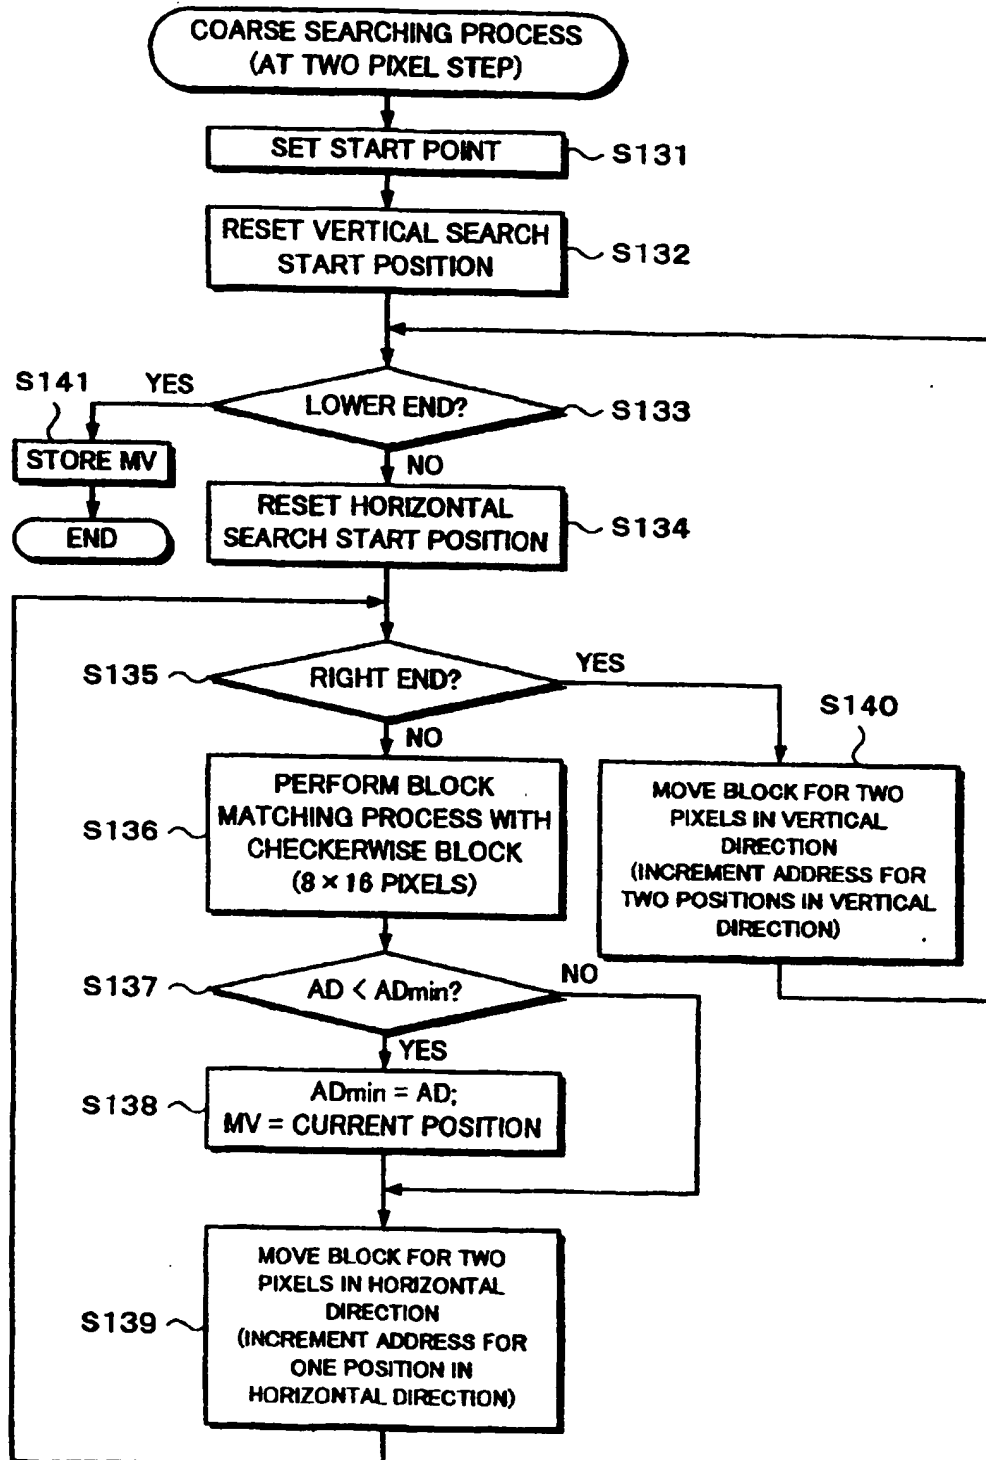 COARSE SEARCHING PROCESS
(AT TWO PIXEL STEP)
SET START POINT
S131
RESET VERTICAL SEARCH
START POSITION
S132
S141
YES
LOWER END?
S133
STORE MV
NO
END
RESET HORIZONTAL
SEARCH START POSITION
S134
S135
RIGHT END?
YES
NO
S140
PERFORM BLOCK
MATCHING PROCESS WITH
CHECKERWISE BLOCK
(8 × 16 PIXELS)
S136
MOVE BLOCK FOR TWO
PIXELS IN VERTICAL
DIRECTION
(INCREMENT ADDRESS FOR
TWO POSITIONS IN VERTICAL
DIRECTION)
S137
AD < ADmin?
NO
YES
S138
ADmin = AD;
MV = CURRENT POSITION
S139
MOVE BLOCK FOR TWO
PIXELS IN HORIZONTAL
DIRECTION
(INCREMENT ADDRESS FOR
ONE POSITION IN
HORIZONTAL DIRECTION)